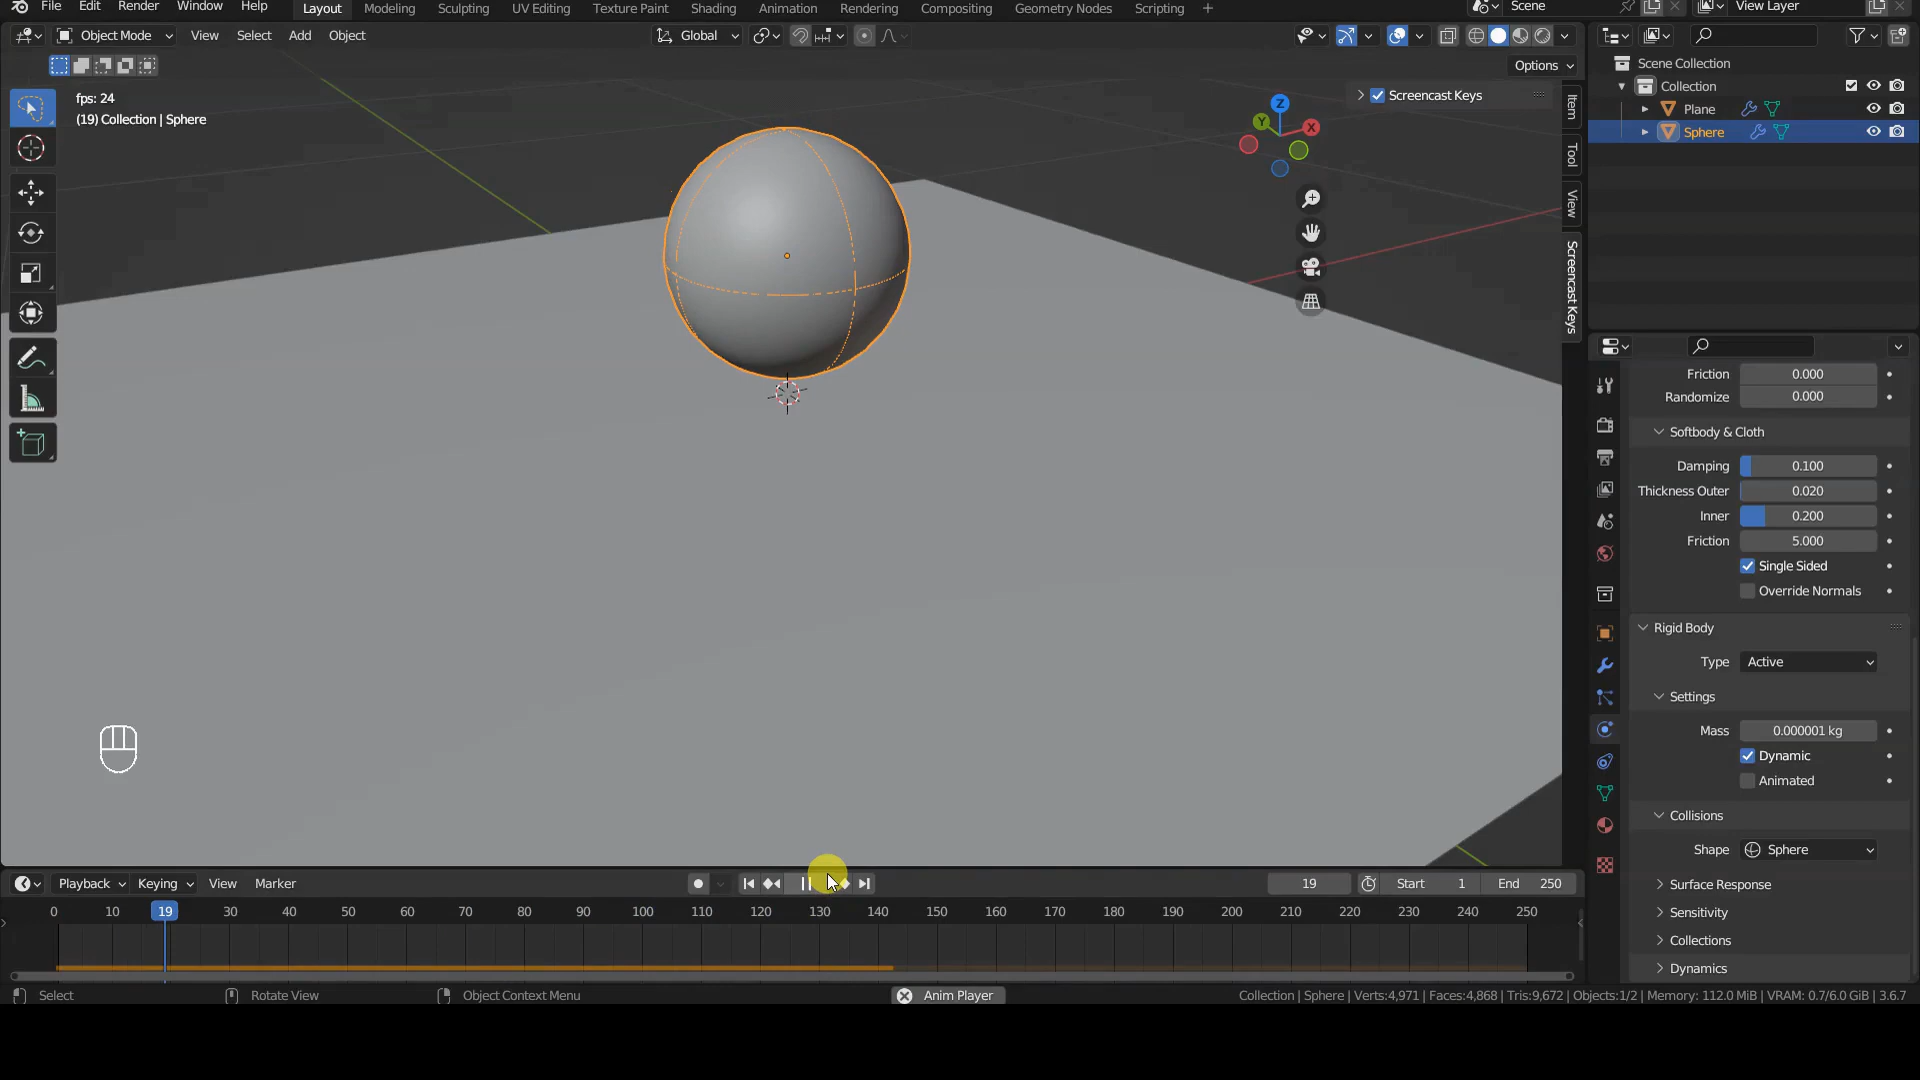 File Edit Render Window Help Layout Modeling Sculpting UV Editing Texture Paint Shading Animation Rendering Compositing Geometry Nodes Scripting + Scene View Layer
Object Mode View Select Add Object Global
Options
fps: 24
(19) Collection | Sphere
Screencast Keys
Z
Y
X
Item
Tool
View
Screencast Keys
Scene Collection
Collection
Plane
Sphere
Friction 0.000
Randomize 0.000
Softbody & Cloth
Damping 0.100
Thickness Outer 0.020
Inner 0.200
Friction 5.000
Single Sided
Override Normals
Rigid Body
Type Active
Settings
Mass 0.000001 kg
Dynamic
Animated
Collisions
Shape Sphere
Surface Response
Sensitivity
Collections
Dynamics
Playback Keying View Marker 19 Start 1 End 250
0 10 19 30 40 50 60 70 80 90 100 110 120 130 140 150 160 170 180 190 200 210 220 230 240 250
Select Rotate View Object Context Menu Anim Player Collection | Sphere | Verts:4,971 | Faces:4,868 | Tris:9,672 | Objects:1/2 | Memory: 112.0 MiB | VRAM: 0.7/6.0 GiB | 3.6.7